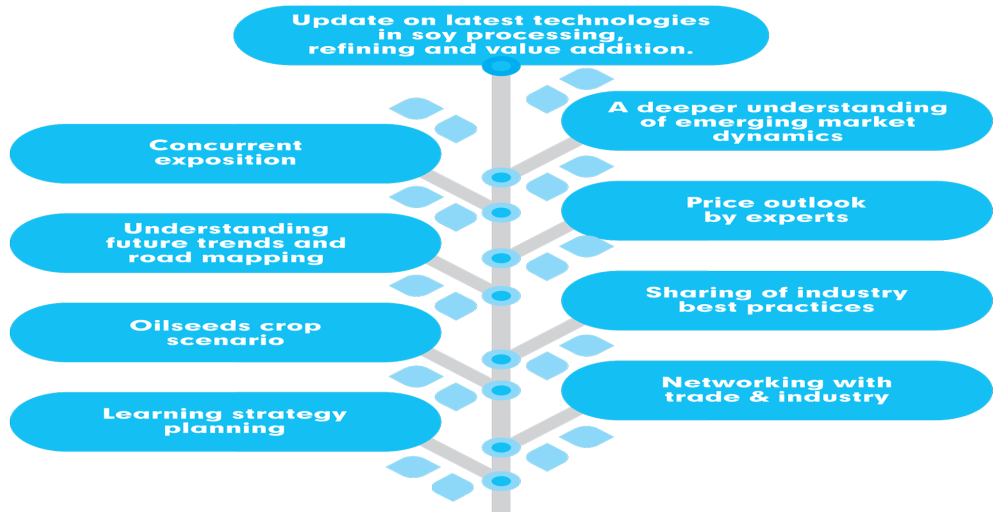 Update on latest technologies
in soy processing,
refining and value addition.
A deeper understanding
of emerging market
dynamics
Concurrent
exposition
Price outlook
by experts
Understanding
future trends and
road mapping
Sharing of industry
best practices
Oilseeds crop
scenario
Networking with
trade & industry
Learning strategy
planning